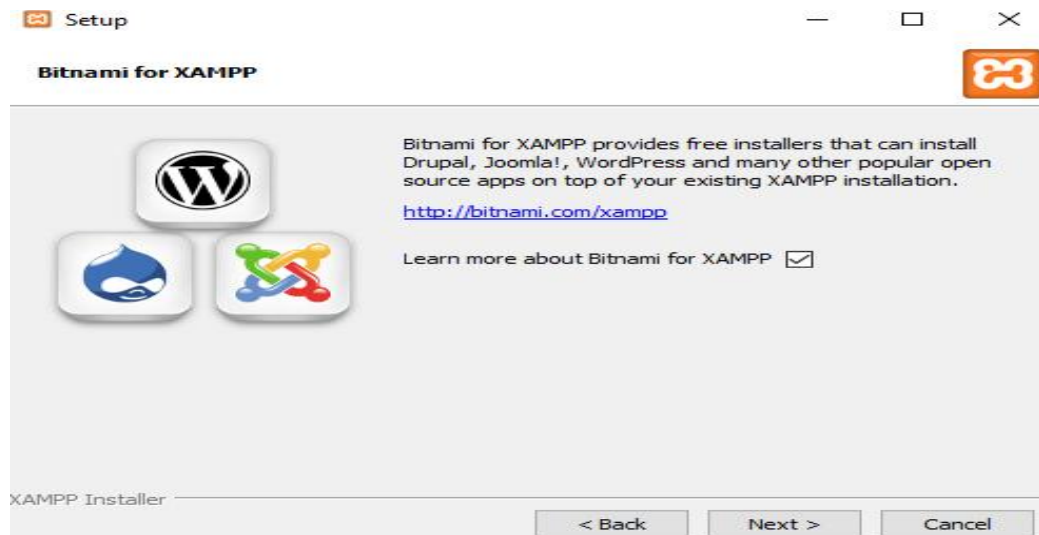 Setup
Bitnami for XAMPP
Bitnami for XAMPP provides free installers that can install
Drupal, Joomla!, WordPress and many other popular open
source apps on top of your existing XAMPP installation.
http://bitnami.com/xampp
Learn more about Bitnami for XAMPP
XAMPP Installer
< Back Next > Cancel